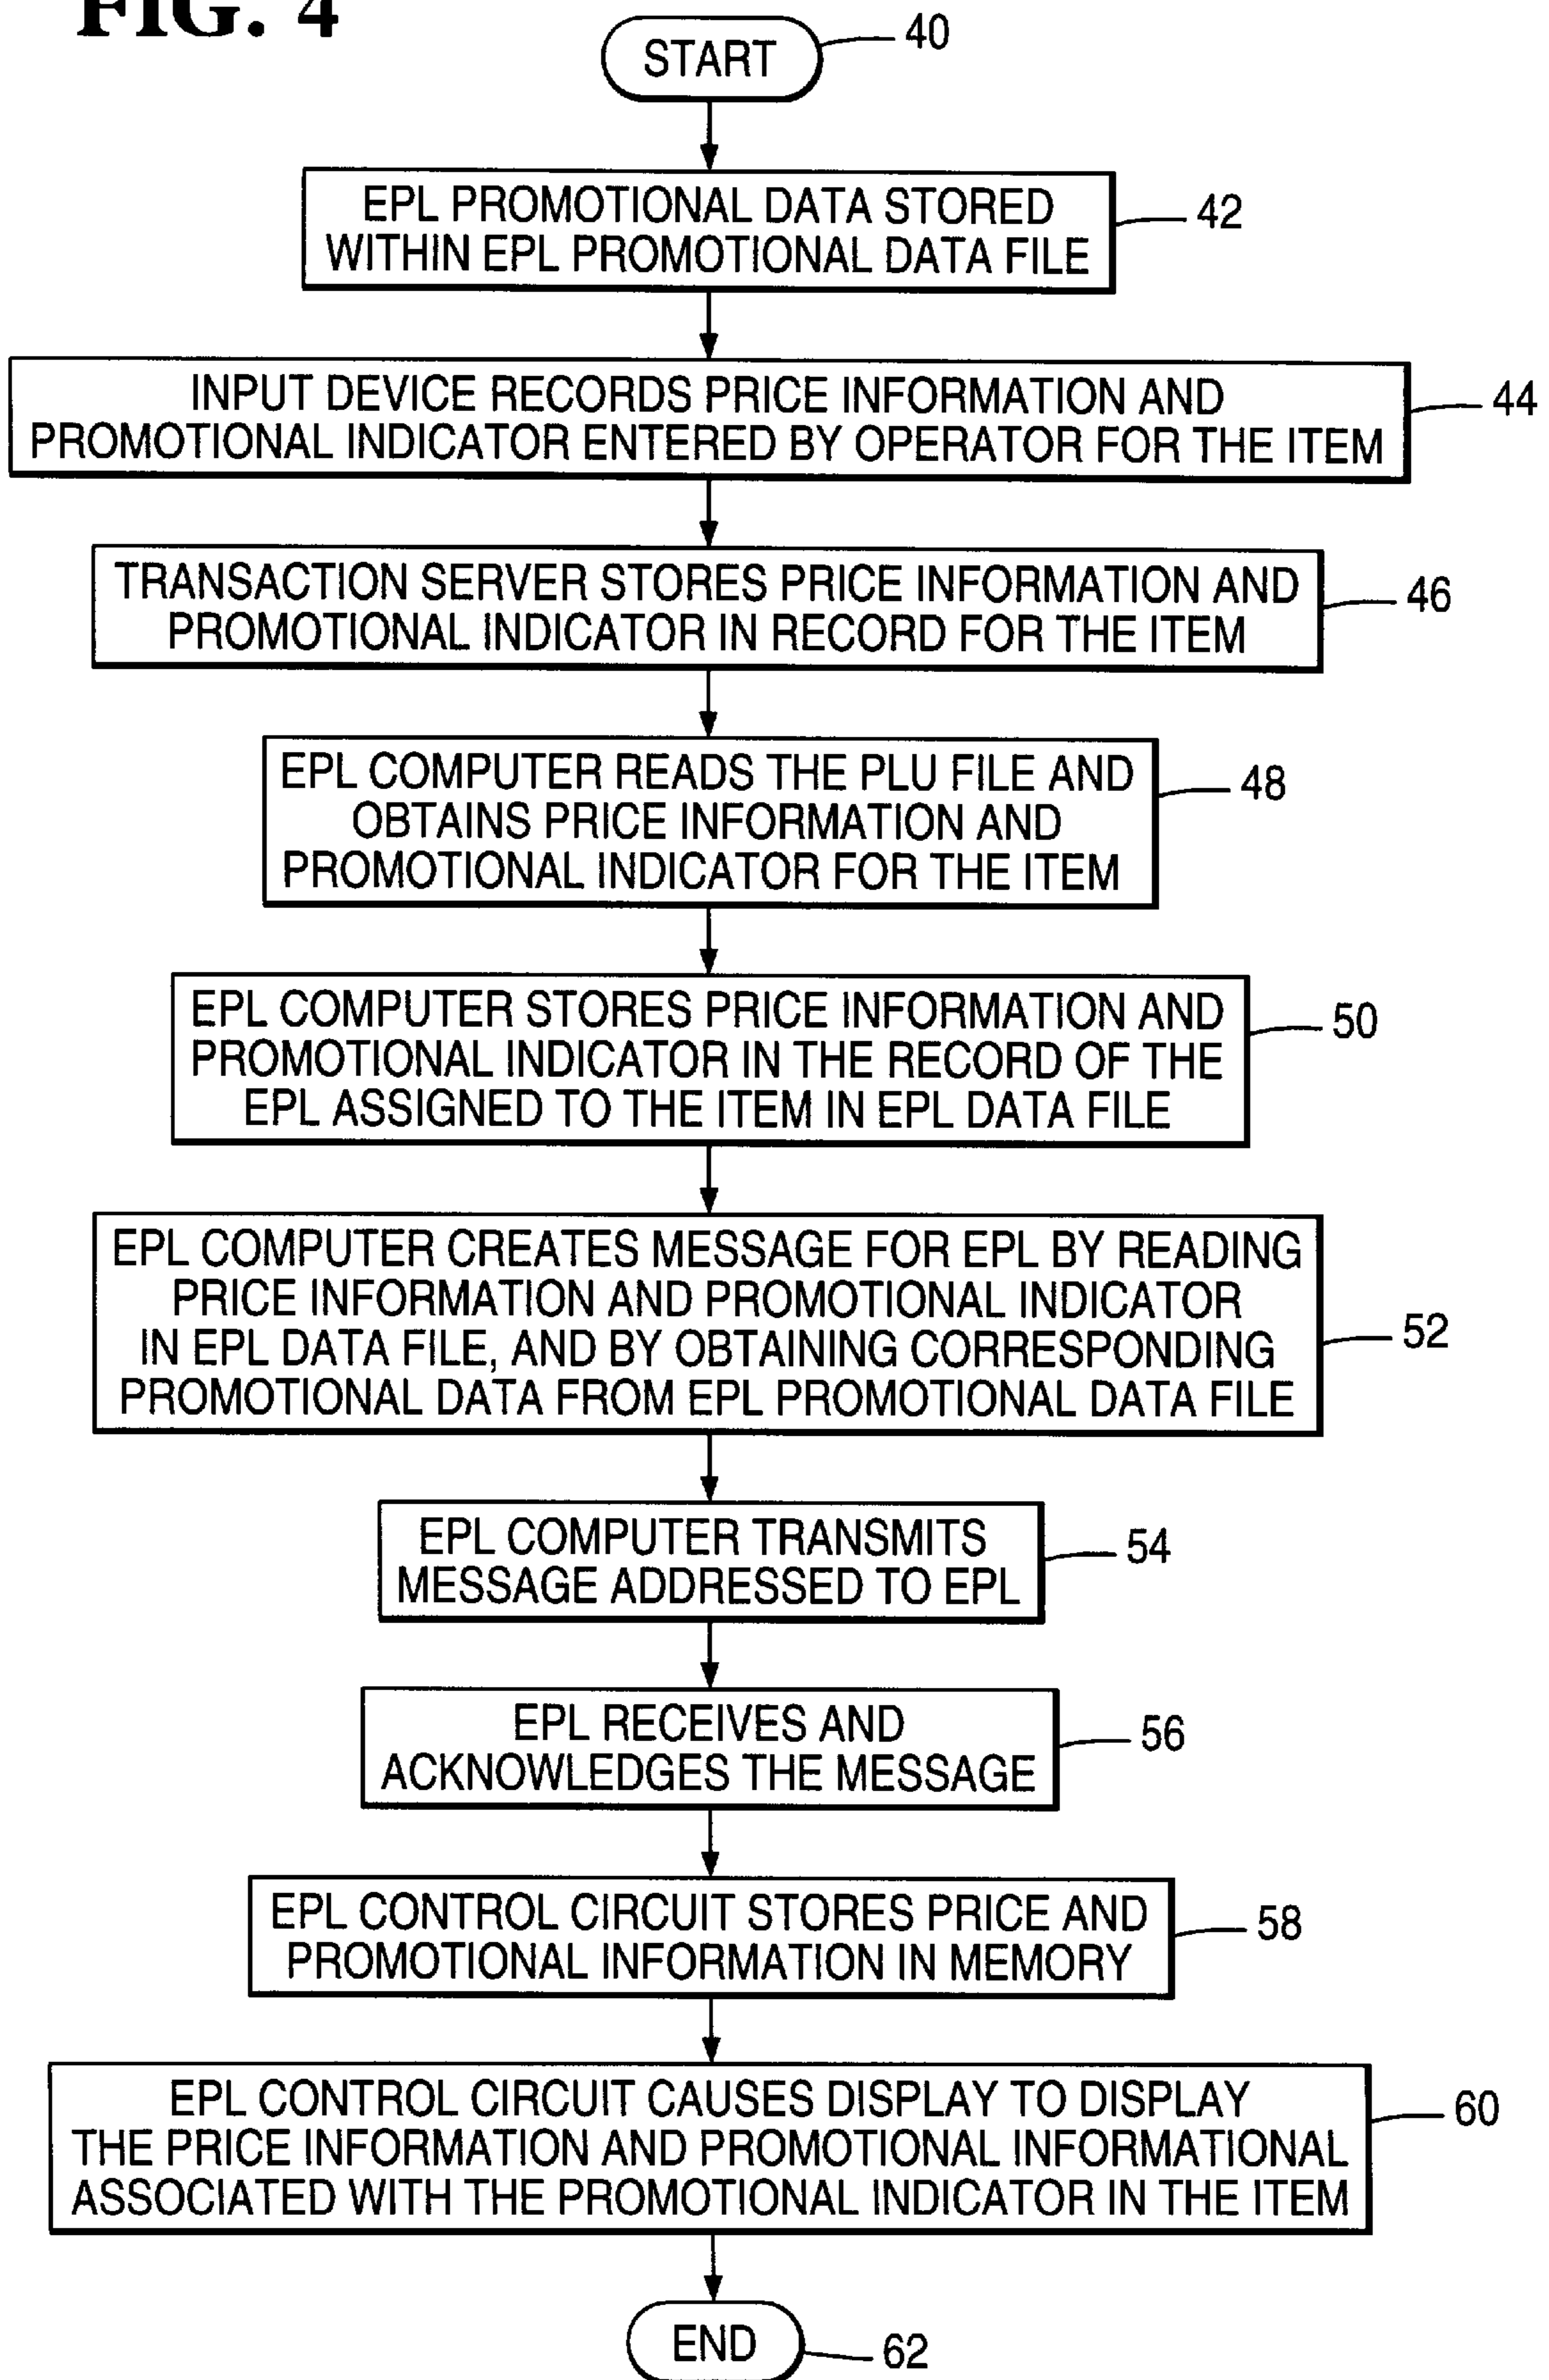 FIG. 4
START
40
EPL PROMOTIONAL DATA STORED
WITHIN EPL PROMOTIONAL DATA FILE
42
INPUT DEVICE RECORDS PRICE INFORMATION AND
PROMOTIONAL INDICATOR ENTERED BY OPERATOR FOR THE ITEM
44
TRANSACTION SERVER STORES PRICE INFORMATION AND
PROMOTIONAL INDICATOR IN RECORD FOR THE ITEM
46
EPL COMPUTER READS THE PLU FILE AND
OBTAINS PRICE INFORMATION AND
PROMOTIONAL INDICATOR FOR THE ITEM
48
EPL COMPUTER STORES PRICE INFORMATION AND
PROMOTIONAL INDICATOR IN THE RECORD OF THE
EPL ASSIGNED TO THE ITEM IN EPL DATA FILE
50
EPL COMPUTER CREATES MESSAGE FOR EPL BY READING
PRICE INFORMATION AND PROMOTIONAL INDICATOR
IN EPL DATA FILE, AND BY OBTAINING CORRESPONDING
PROMOTIONAL DATA FROM EPL PROMOTIONAL DATA FILE
52
EPL COMPUTER TRANSMITS
MESSAGE ADDRESSED TO EPL
54
EPL RECEIVES AND
ACKNOWLEDGES THE MESSAGE
56
EPL CONTROL CIRCUIT STORES PRICE AND
PROMOTIONAL INFORMATION IN MEMORY
58
EPL CONTROL CIRCUIT CAUSES DISPLAY TO DISPLAY
THE PRICE INFORMATION AND PROMOTIONAL INFORMATIONAL
ASSOCIATED WITH THE PROMOTIONAL INDICATOR IN THE ITEM
60
END
62